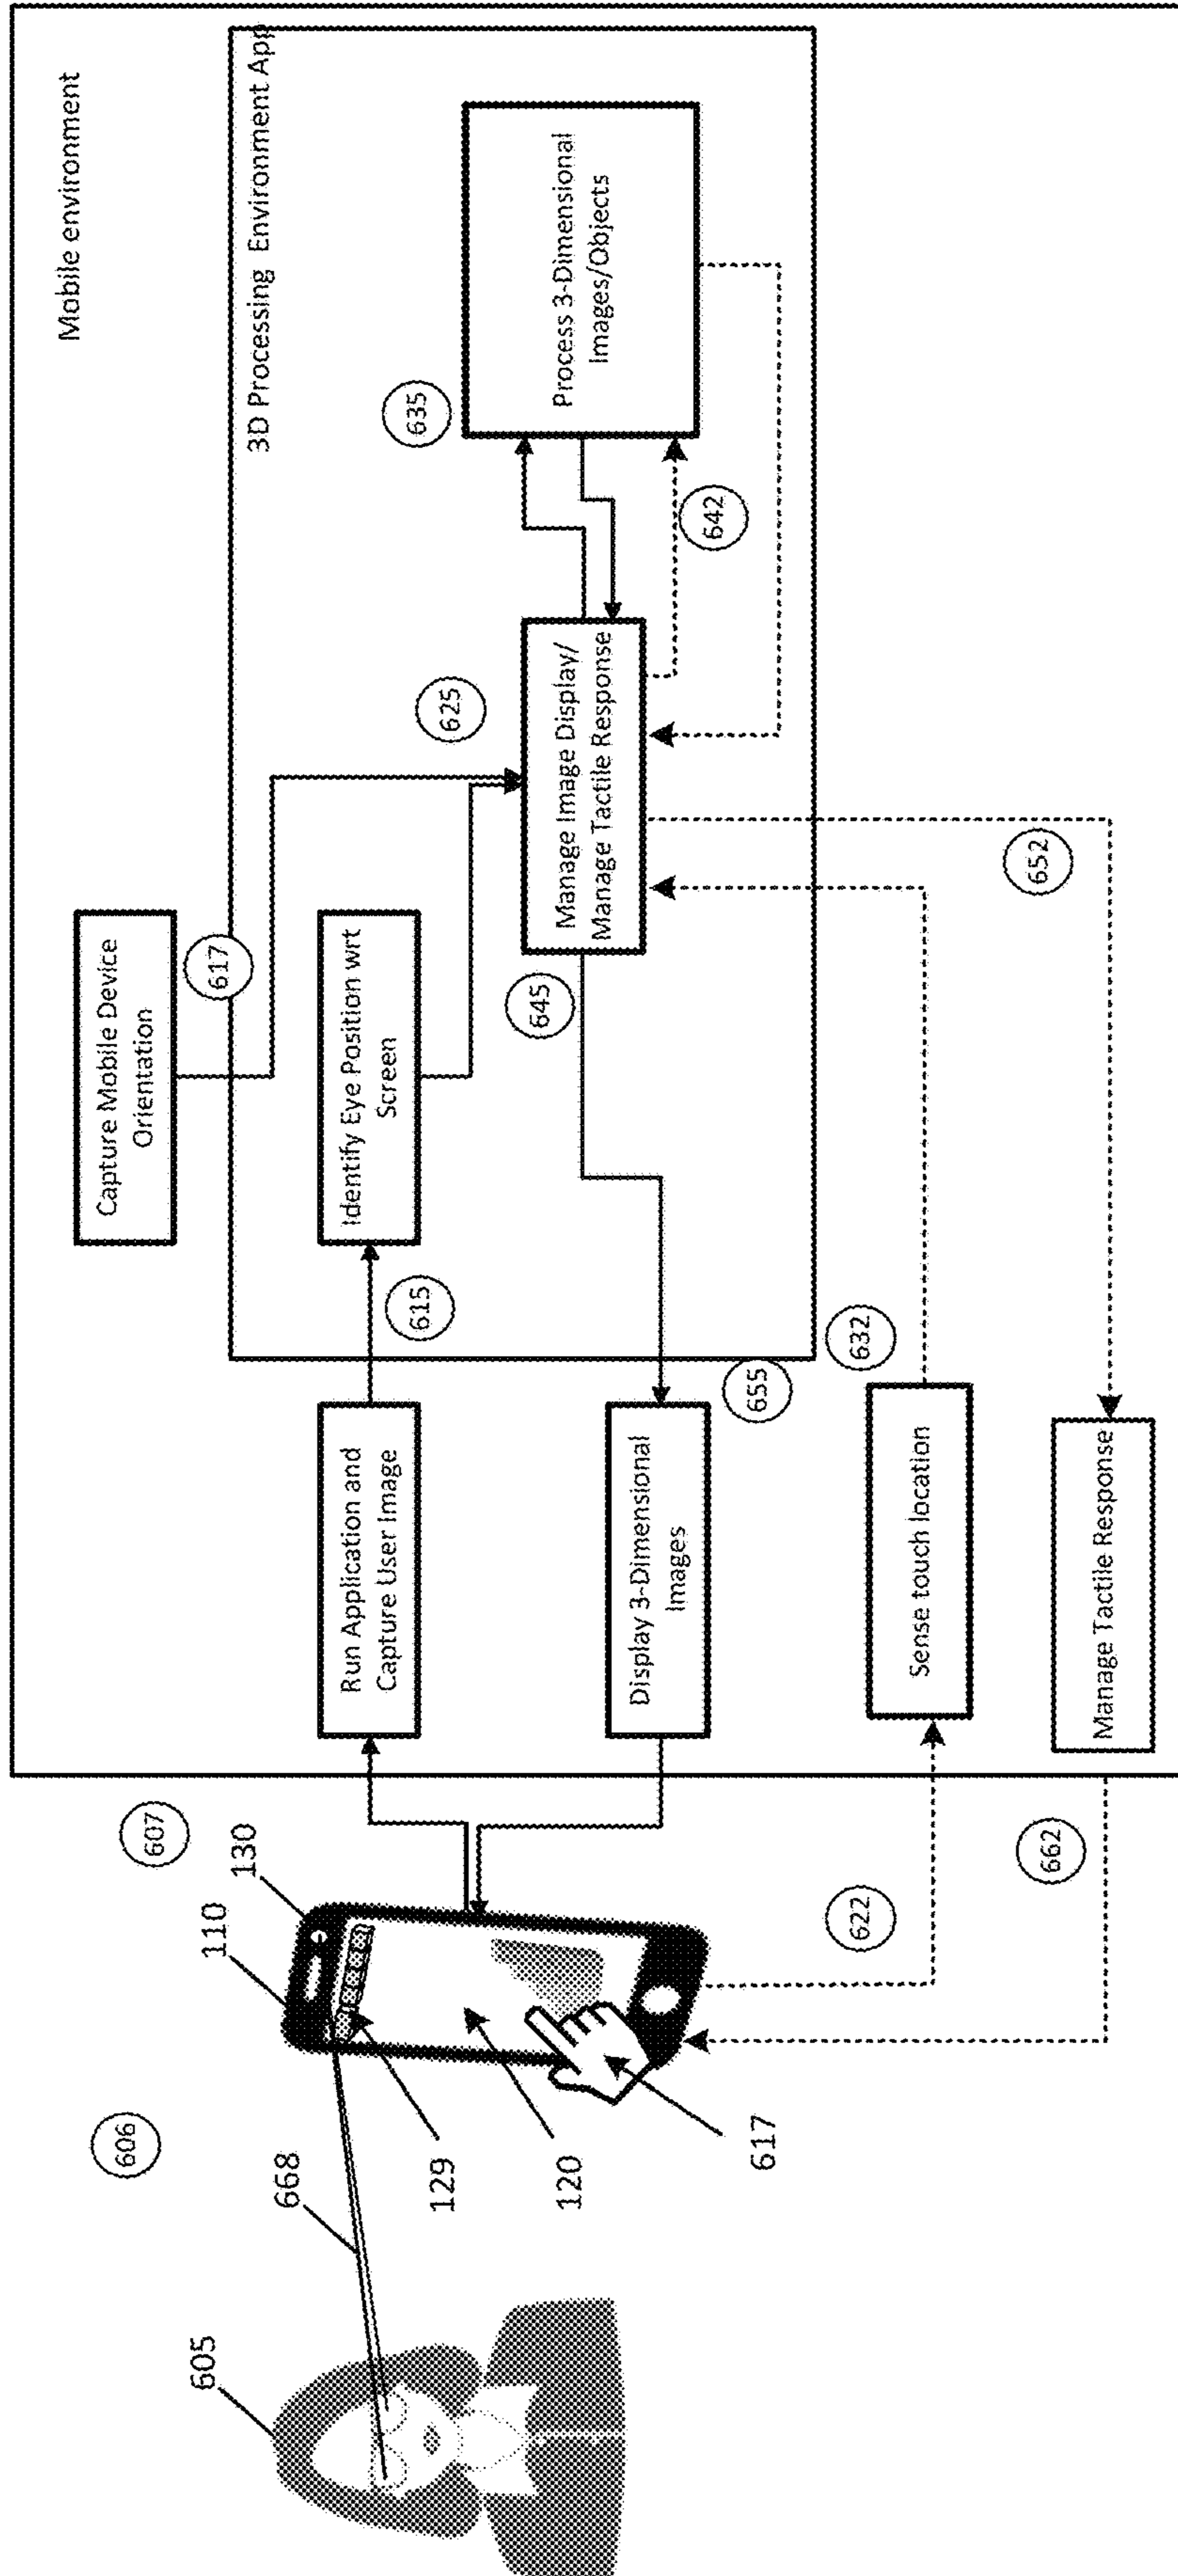 Mobile environment
3D Processing Environment App
Capture Mobile Device
Orientation
617
Identify Eye Position wrt
Screen
615
Run Application and
Capture User Image
607
625
635
Manage Image Display/
Manage Tactile Response
Process 3-Dimensional
Images/Objects
642
645
Display 3-Dimensional
Images
655
632
Sense touch location
652
Manage Tactile Response
622
662
606
605
668
110
130
129
120
617